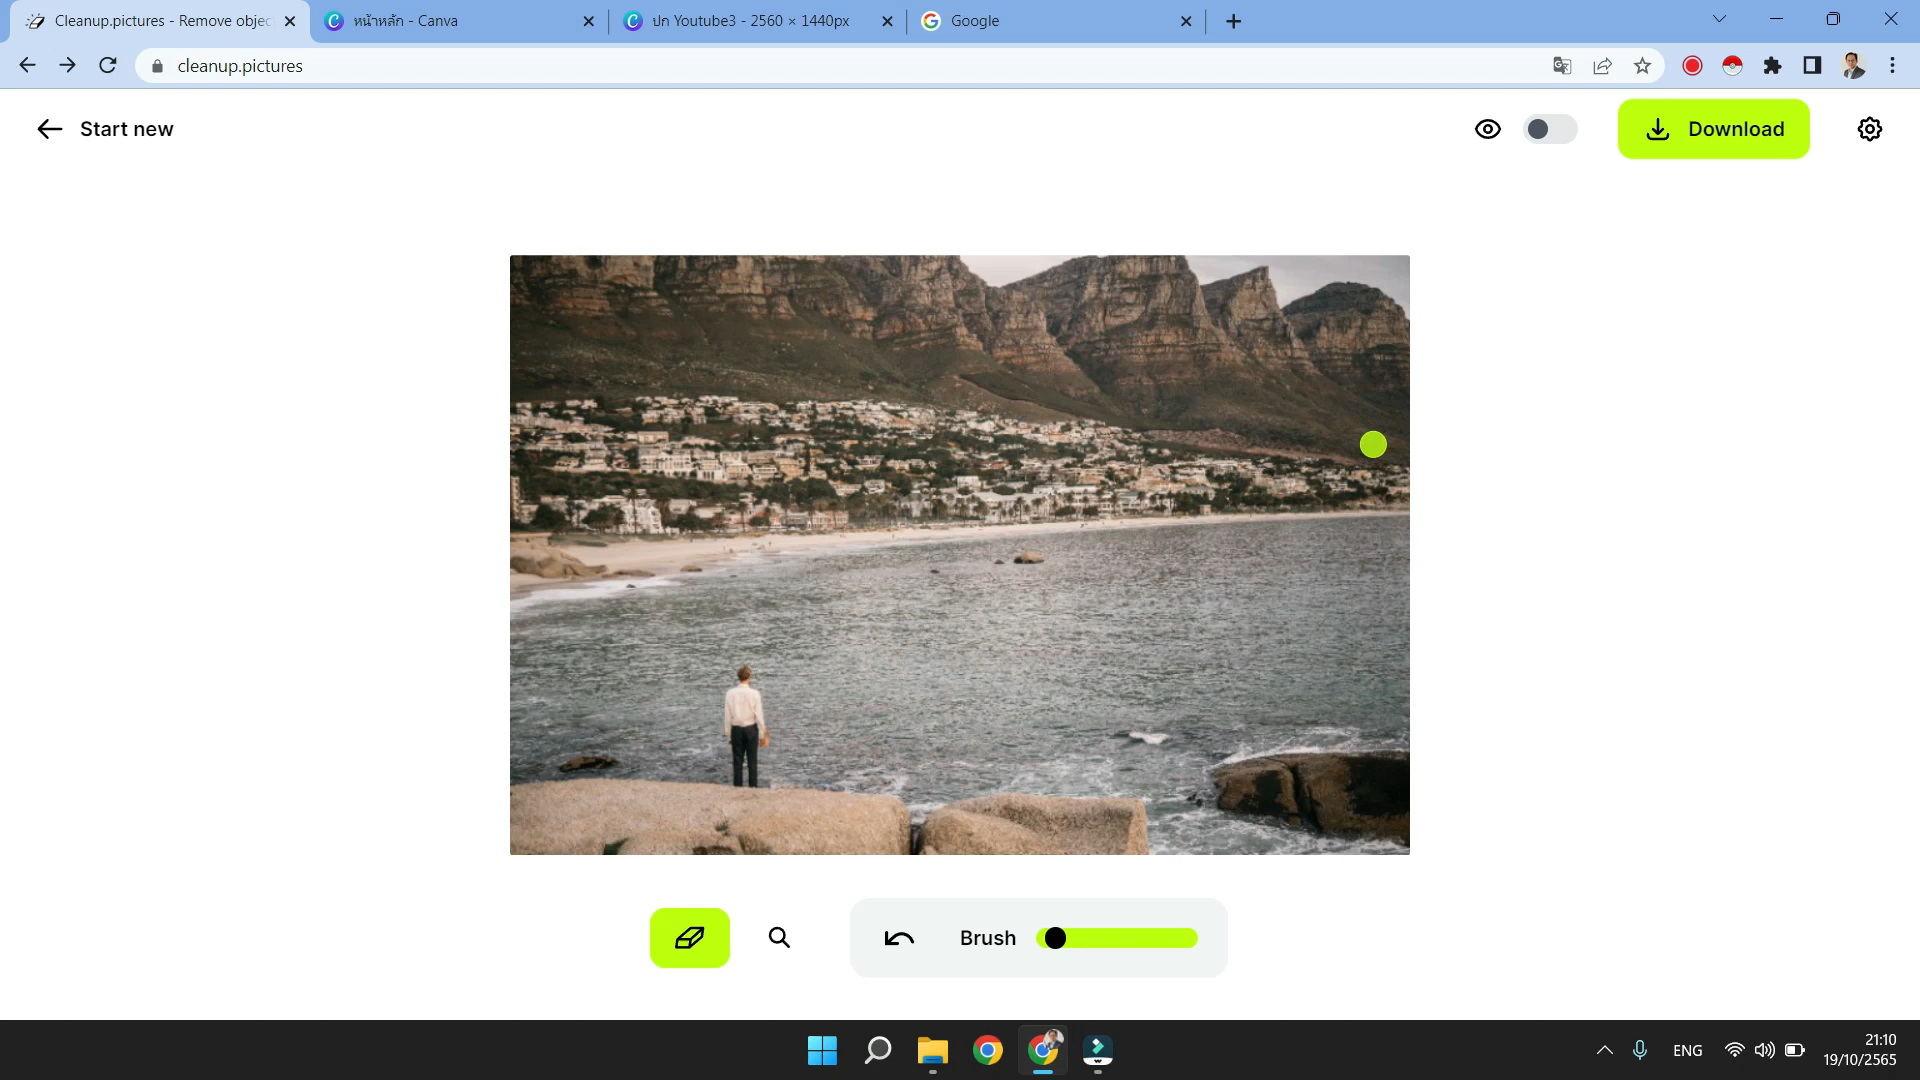 Cleanup.pictures - Remove objec
หน้าหลัก - Canva
ปก Youtube3 - 2560 × 1440px
Google
cleanup.pictures
Start new
Download
Brush
ENG
21:10
19/10/2565